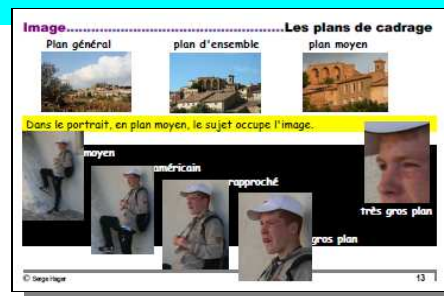 Image..................................................Les plans de cadrage
Plan général
plan d'ensemble
plan moyen
Dans le portrait, en plan moyen, le sujet occupe l'image.
moyen
américain
rapproché
très gros plan
gros plan
© Serge Hager
13